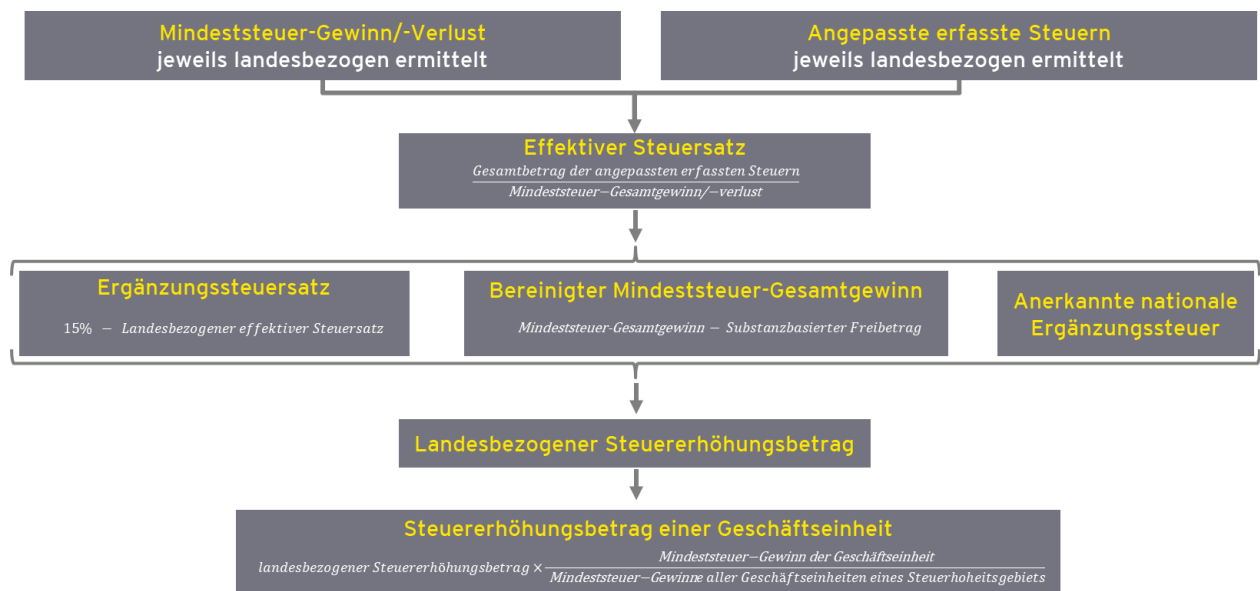 Mindeststeuer-Gewinn/-Verlust
jeweils landesbezogen ermittelt
Angepasste erfasste Steuern
jeweils landesbezogen ermittelt
Effektiver Steuersatz
Gesamtbetrag der angepassten erfassten Steuern
Mindeststeuer−Gesamtgewinn/−verlust
Ergänzungssteuersatz
15% − Landesbezogener effektiver Steuersatz
Bereinigter Mindeststeuer-Gesamtgewinn
Mindeststeuer-Gesamtgewinn − Substanzbasierter Freibetrag
Anerkannte nationale
Ergänzungssteuer
Landesbezogener Steuererhöhungsbetrag
Steuererhöhungsbetrag einer Geschäftseinheit
landesbezogener Steuererhöhungsbetrag ×
Mindeststeuer−Gewinn der Geschäftseinheit
Mindeststeuer−Gewinne aller Geschäftseinheiten eines Steuerhoheitsgebiets